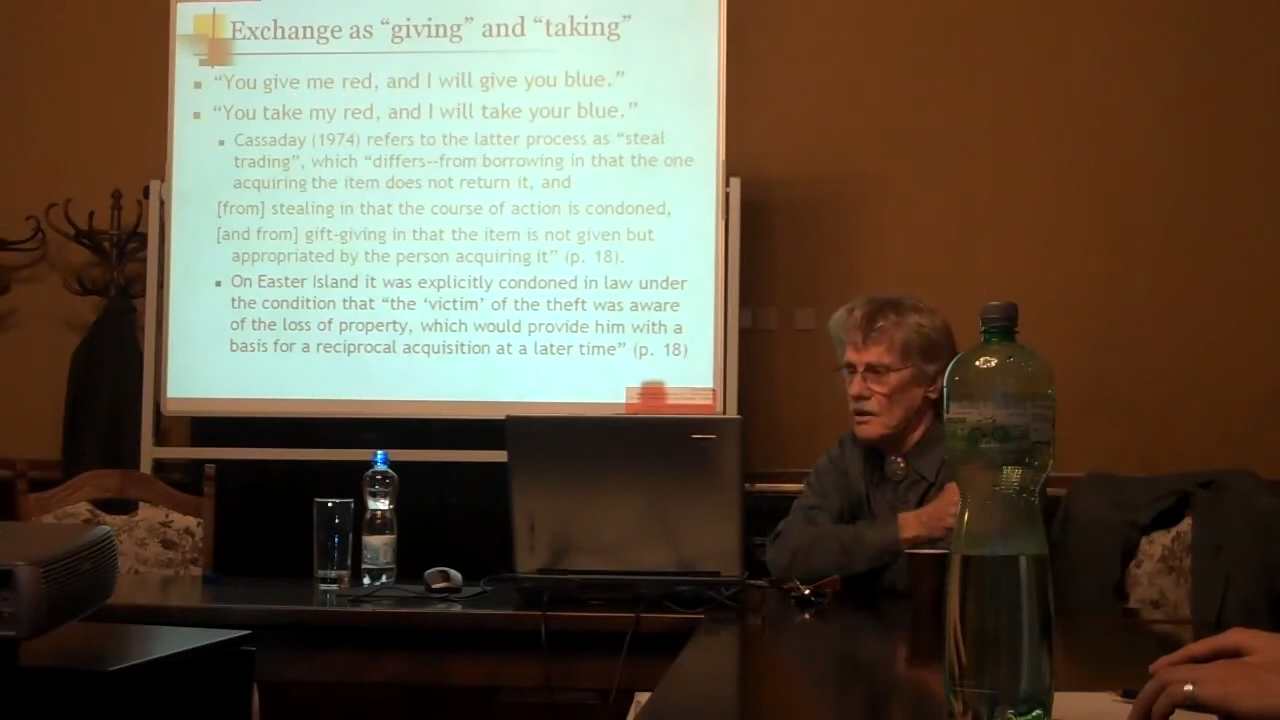 Exchange as “giving” and “taking”
“You give me red, and I will give you blue.”
“You take my red, and I will take your blue.”
Cassaday (1974) refers to the latter process as “steal
trading”, which “differs--from borrowing in that the one
acquiring the item does not return it, and
[from] stealing in that the course of action is condoned,
[and from] gift-giving in that the item is not given but
appropriated by the person acquiring it” (p. 18).
On Easter Island it was explicitly condoned in law under
the condition that “the ‘victim’ of the theft was aware
of the loss of property, which would provide him with a
basis for a reciprocal acquisition at a later time” (p. 18)